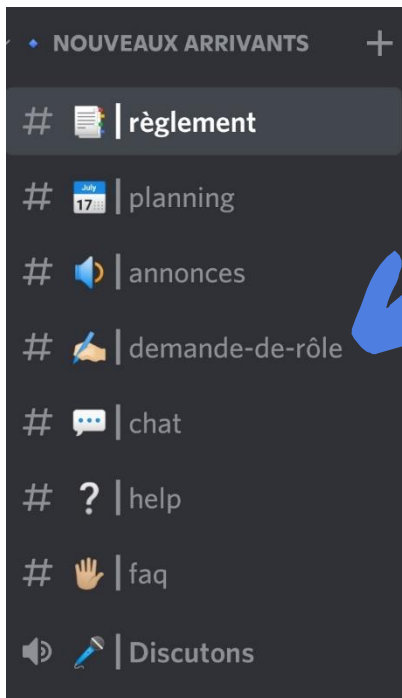 NOUVEAUX ARRIVANTS +
# 📑 | règlement
# 📅 | planning
# 🔈 | annonces
# ✍🏼 | demande-de-rôle
# 💬 | chat
# ❔ | help
# 🖐🏼 | faq
🎤 | Discutons